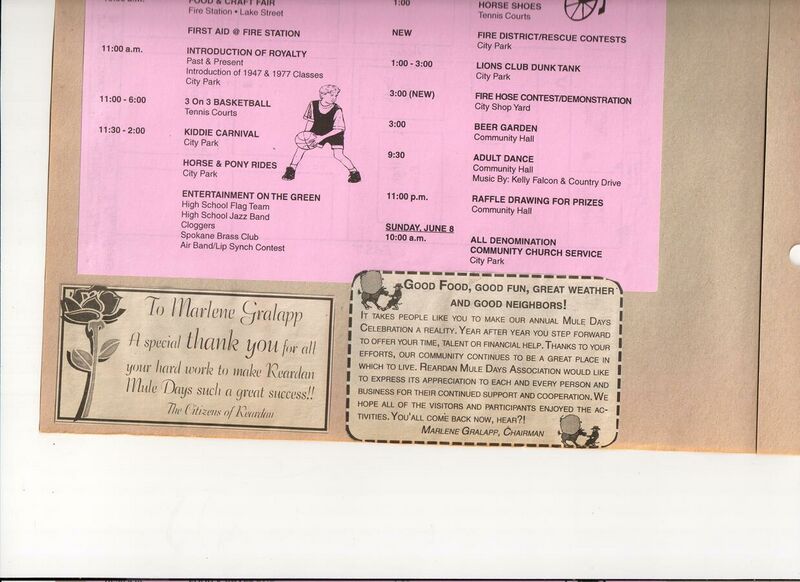 FOOD & CRAFT FAIR
Fire Station • Lake Street
FIRST AID @ FIRE STATION
11:00 a.m.
INTRODUCTION OF ROYALTY
Past & Present
Introduction of 1947 & 1977 Classes
City Park
11:00 - 6:00
3 On 3 BASKETBALL
Tennis Courts
11:30 - 2:00
KIDDIE CARNIVAL
City Park
HORSE & PONY RIDES
City Park
ENTERTAINMENT ON THE GREEN
High School Flag Team
High School Jazz Band
Cloggers
Spokane Brass Club
Air Band/Lip Synch Contest
1:00
HORSE SHOES
Tennis Courts
NEW
FIRE DISTRICT/RESCUE CONTESTS
City Park
1:00 - 3:00
LIONS CLUB DUNK TANK
City Park
3:00 (NEW)
FIRE HOSE CONTEST/DEMONSTRATION
City Shop Yard
3:00
BEER GARDEN
Community Hall
9:30
ADULT DANCE
Community Hall
Music By: Kelly Falcon & Country Drive
11:00 p.m.
RAFFLE DRAWING FOR PRIZES
Community Hall
SUNDAY, JUNE 8
10:00 a.m.
ALL DENOMINATION
COMMUNITY CHURCH SERVICE
City Park
To Marlene Gralapp
A special thank you for all
your hard work to make Reardan
Mule Days such a great success!!
The Citizens of Reardan
GOOD FOOD, GOOD FUN, GREAT WEATHER
AND GOOD NEIGHBORS!
IT TAKES PEOPLE LIKE YOU TO MAKE OUR ANNUAL MULE DAYS
CELEBRATION A REALITY. YEAR AFTER YEAR YOU STEP FORWARD
TO OFFER YOUR TIME, TALENT OR FINANCIAL HELP. THANKS TO YOUR
EFFORTS, OUR COMMUNITY CONTINUES TO BE A GREAT PLACE IN
WHICH TO LIVE. REARDAN MULE DAYS ASSOCIATION WOULD LIKE
TO EXPRESS ITS APPRECIATION TO EACH AND EVERY PERSON AND
BUSINESS FOR THEIR CONTINUED SUPPORT AND COOPERATION. WE
HOPE ALL OF THE VISITORS AND PARTICIPANTS ENJOYED THE AC-
TIVITIES. YOU'ALL COME BACK NOW, HEAR?!
MARLENE GRALAPP, CHAIRMAN